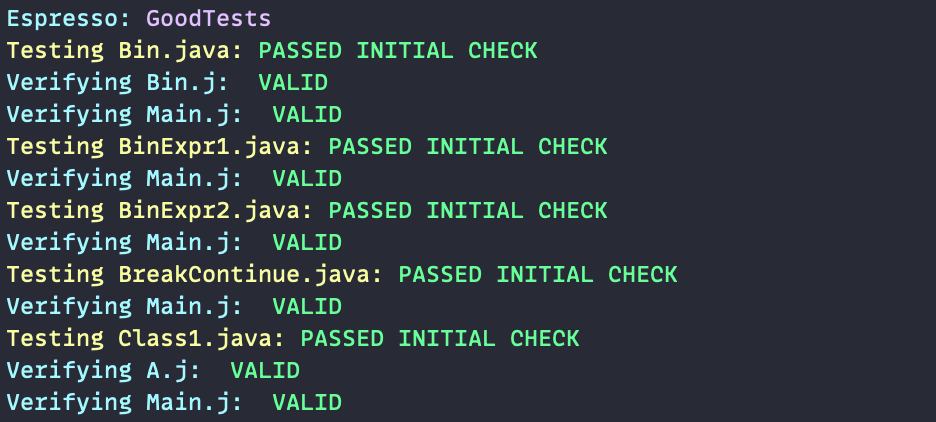 Espresso: GoodTests
Testing Bin.java: PASSED INITIAL CHECK
Verifying Bin.j:  VALID
Verifying Main.j:  VALID
Testing BinExpr1.java: PASSED INITIAL CHECK
Verifying Main.j:  VALID
Testing BinExpr2.java: PASSED INITIAL CHECK
Verifying Main.j:  VALID
Testing BreakContinue.java: PASSED INITIAL CHECK
Verifying Main.j:  VALID
Testing Class1.java: PASSED INITIAL CHECK
Verifying A.j:  VALID
Verifying Main.j:  VALID